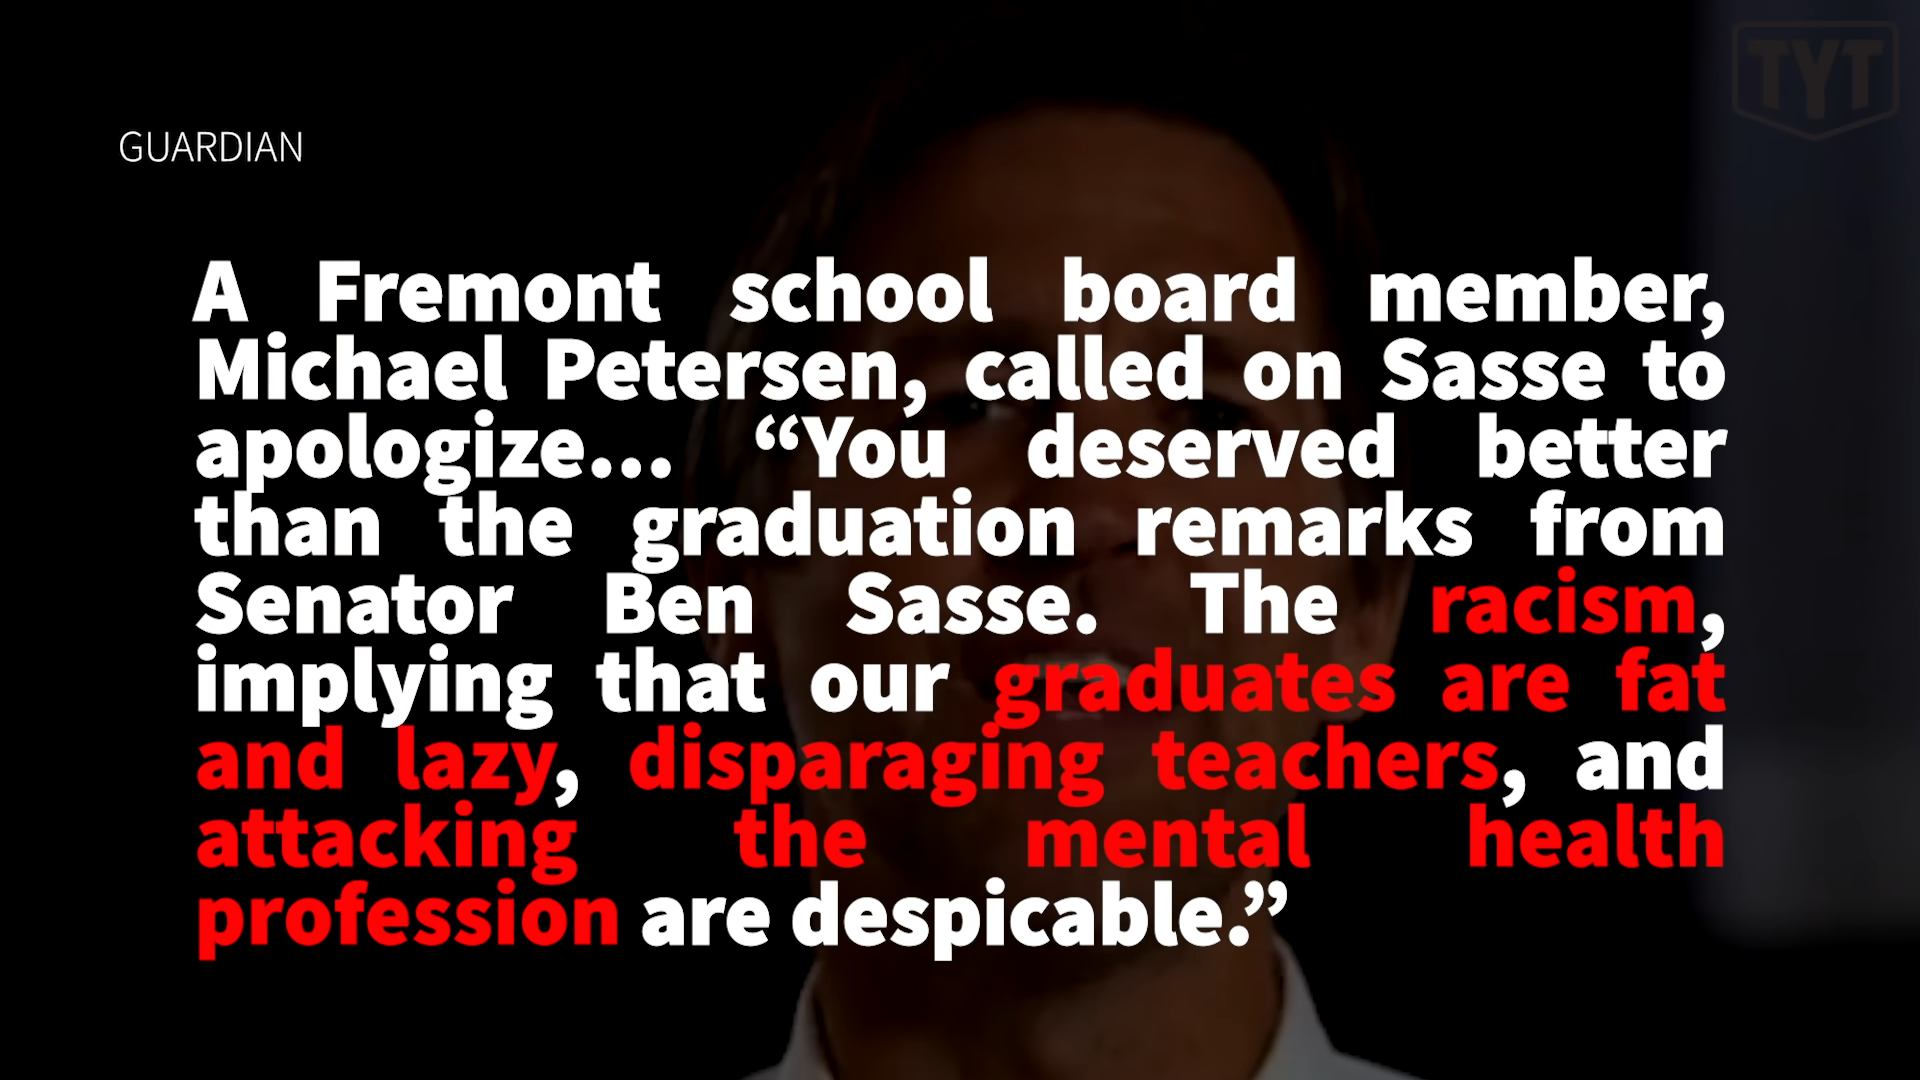 TYT
GUARDIAN
A Fremont school board member,
Michael Petersen, called on Sasse to
apologize... “You deserved better
than the graduation remarks from
Senator Ben Sasse. The racism,
implying that our graduates are fat
and lazy, disparaging teachers, and
attacking the mental health
profession are despicable.”